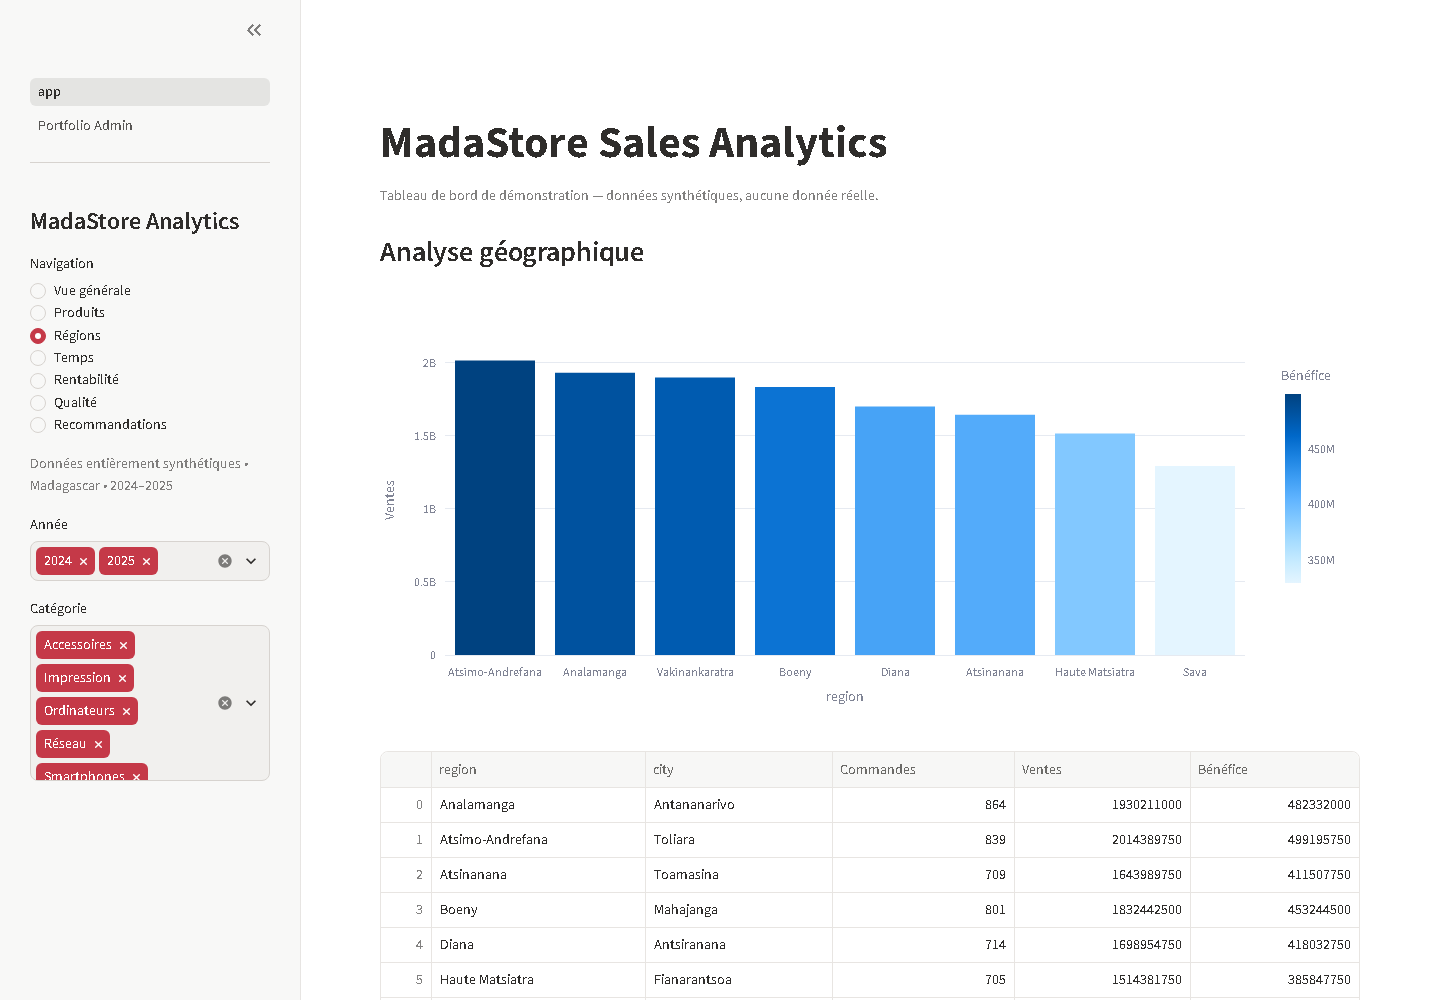 app
Portfolio Admin
MadaStore Analytics
Navigation
Vue générale
Produits
Régions
Temps
Rentabilité
Qualité
Recommandations
Données entièrement synthétiques •
Madagascar • 2024–2025
Année
2024 2025
Catégorie
Accessoires
Impression
Ordinateurs
Réseau
Smartphones
MadaStore Sales Analytics
Tableau de bord de démonstration — données synthétiques, aucune donnée réelle.
Analyse géographique
Ventes
2B
1.5B
1B
0.5B
0
Atsimo-Andrefana Analamanga Vakinankaratra Boeny Diana Atsinanana Haute Matsiatra Sava
region
Bénéfice
450M
400M
350M
region city Commandes Ventes Bénéfice
0 Analamanga Antananarivo 864 1930211000 482332000
1 Atsimo-Andrefana Toliara 839 2014389750 499195750
2 Atsinanana Toamasina 709 1643989750 411507750
3 Boeny Mahajanga 801 1832442500 453244500
4 Diana Antsiranana 714 1698954750 418032750
5 Haute Matsiatra Fianarantsoa 705 1514381750 385847750